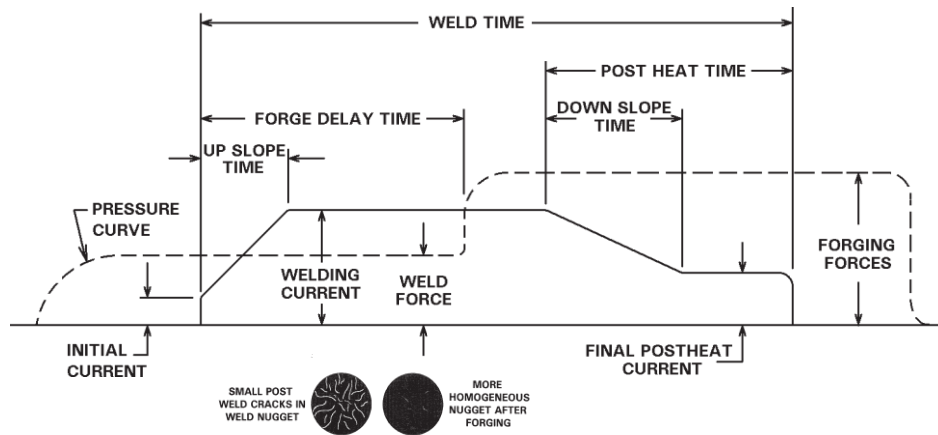 WELD TIME
POST HEAT TIME
FORGE DELAY TIME
DOWN SLOPE
TIME
UP SLOPE
TIME
PRESSURE
CURVE
WELDING
CURRENT
WELD
FORCE
FORGING
FORCES
INITIAL
CURRENT
FINAL POSTHEAT
CURRENT
SMALL POST
WELD CRACKS IN
WELD NUGGET
MORE
HOMOGENEOUS
NUGGET AFTER
FORGING